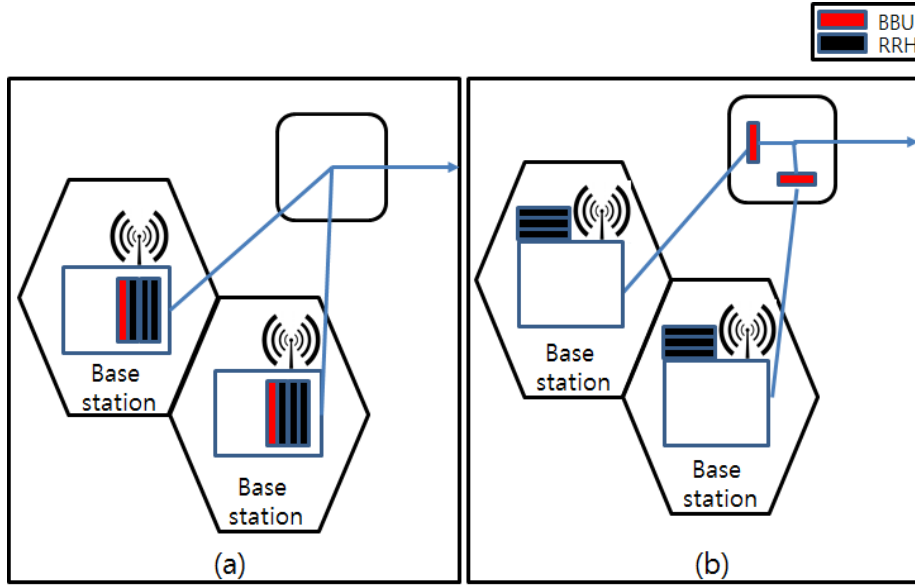 BBU
RRH
Base
station
Base
station
(a)
Base
station
Base
station
(b)